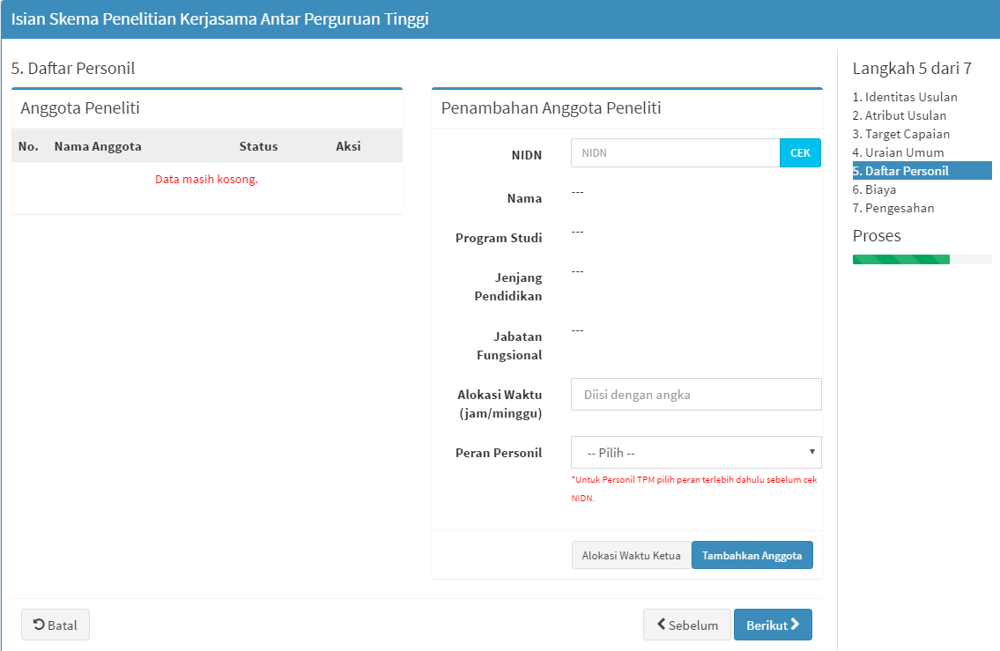 Isian Skema Penelitian Kerjasama Antar Perguruan Tinggi
5. Daftar Personil
Anggota Peneliti
No. Nama Anggota Status Aksi
Data masih kosong.
Penambahan Anggota Peneliti
NIDN NIDN CEK
Nama ---
Program Studi ---
Jenjang ---
Pendidikan
Jabatan ---
Fungsional
Alokasi Waktu Diisi dengan angka
(jam/minggu)
Peran Personil -- Pilih --
*Untuk Personil TPM pilih peran terlebih dahulu sebelum cek
NIDN.
Alokasi Waktu Ketua Tambahkan Anggota
Batal Sebelum Berikut
Langkah 5 dari 7
1. Identitas Usulan
2. Atribut Usulan
3. Target Capaian
4. Uraian Umum
5. Daftar Personil
6. Biaya
7. Pengesahan
Proses